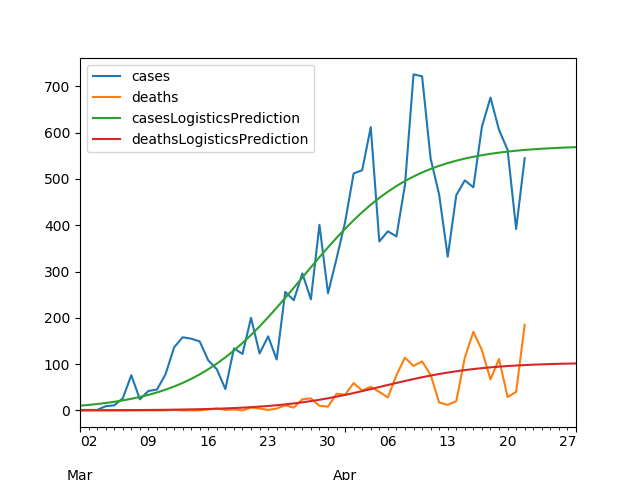 700
600
500
400
300
200
100
0
cases
deaths
casesLogisticsPrediction
deathsLogisticsPrediction
02 09 16 23 30 06 13 20 27
Mar Apr